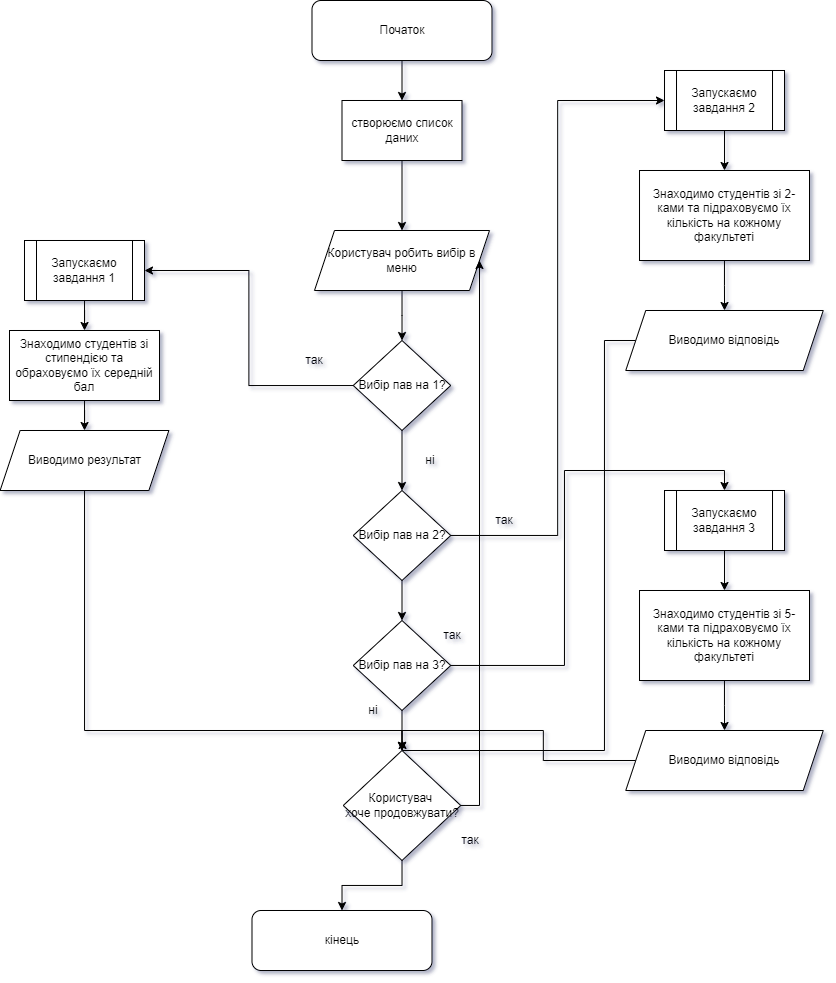 Початок
створюємо список
даних
Користувач робить вибір в
меню
Вибір пав на 1?
так
Запускаємо
завдання 1
Знаходимо студентів зі
стипендією та
обраховуємо їх середній
бал
Виводимо результат
ні
Вибір пав на 2?
так
Запускаємо
завдання 2
Знаходимо студентів зі 2-
ками та підраховуємо їх
кількість на кожному
факультеті
Виводимо відповідь
Вибір пав на 3?
так
Запускаємо
завдання 3
Знаходимо студентів зі 5-
ками та підраховуємо їх
кількість на кожному
факультеті
Виводимо відповідь
ні
Користувач
хоче продовжувати?
так
кінець